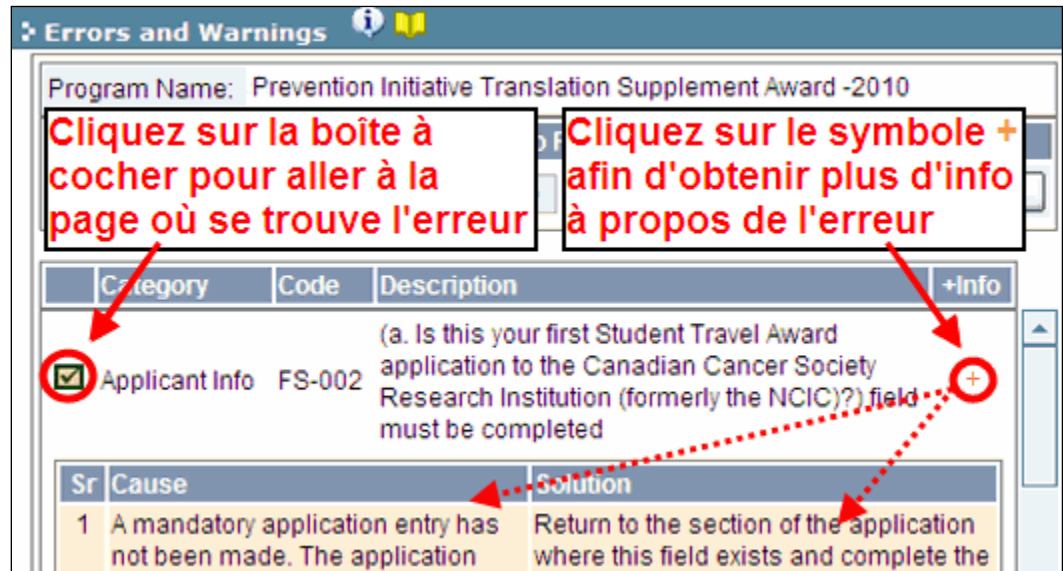 Errors and Warnings
Program Name: Prevention Initiative Translation Supplement Award -2010
Cliquez sur la boîte à
cocher pour aller à la
page où se trouve l'erreur
Cliquez sur le symbole +
afin d'obtenir plus d'info
à propos de l'erreur
Category Code Description +Info
Applicant Info FS-002
(a. Is this your first Student Travel Award
application to the Canadian Cancer Society
Research Institution (formerly the NCIC)?) field
must be completed
+
Sr Cause Solution
1 A mandatory application entry has
not been made. The application
Return to the section of the application
where this field exists and complete the